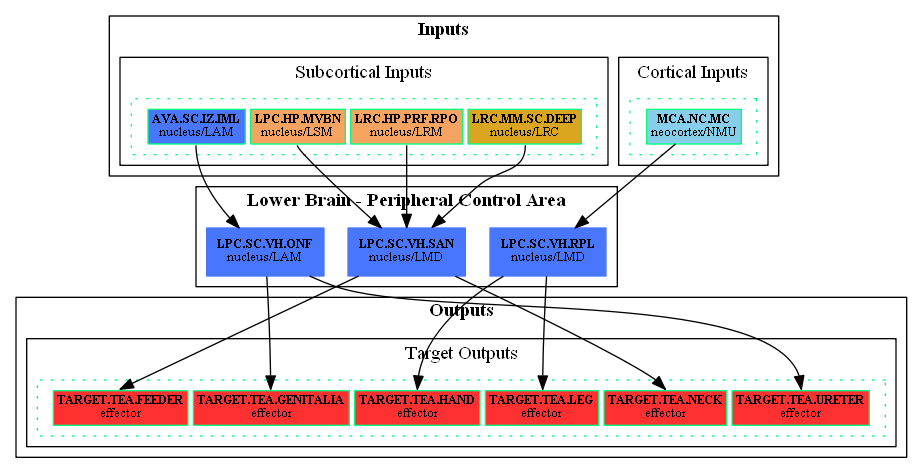 Inputs
Subcortical Inputs
Cortical Inputs
AVA.SC.IZ.IML
nucleus/LAM
LPC.HP.MVBN
nucleus/LSM
LRC.HP.PRF.RPO
nucleus/LRM
LRC.MM.SC.DEEP
nucleus/LRC
MCA.NC.MC
neocortex/NMU
Lower Brain - Peripheral Control Area
LPC.SC.VH.ONF
nucleus/LAM
LPC.SC.VH.SAN
nucleus/LMD
LPC.SC.VH.RPL
nucleus/LMD
Outputs
Target Outputs
TARGET.TEA.FEEDER
effector
TARGET.TEA.GENITALIA
effector
TARGET.TEA.HAND
effector
TARGET.TEA.LEG
effector
TARGET.TEA.NECK
effector
TARGET.TEA.URETER
effector